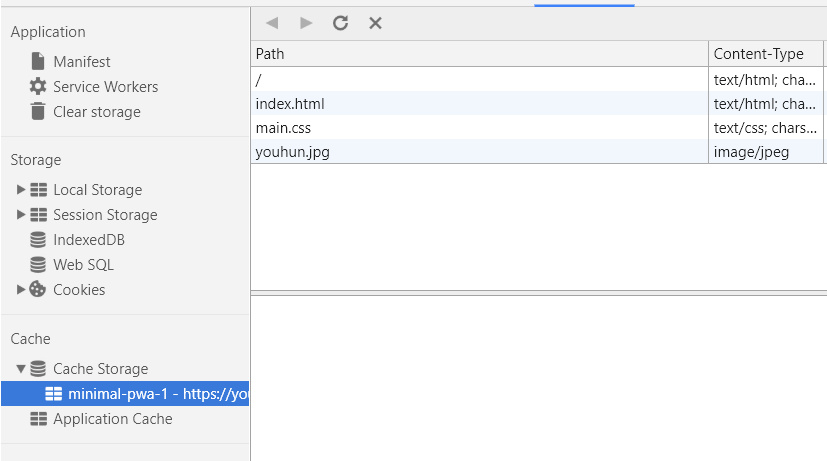 Application
Manifest
Service Workers
Clear storage
Storage
Local Storage
Session Storage
IndexedDB
Web SQL
Cookies
Cache
Cache Storage
minimal-pwa-1 - https://you
Application Cache
Path Content-Type
/ text/html; cha...
index.html text/html; cha...
main.css text/css; chars...
youhun.jpg image/jpeg